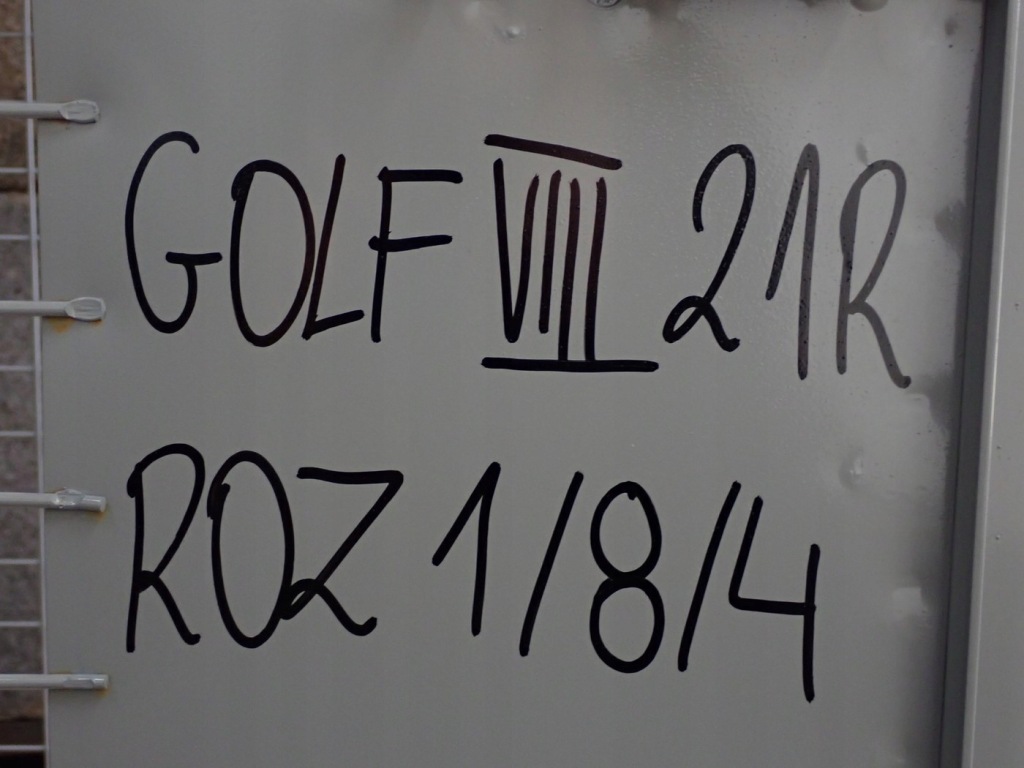 GOLF VIII 21R
ROZ 1/8/4